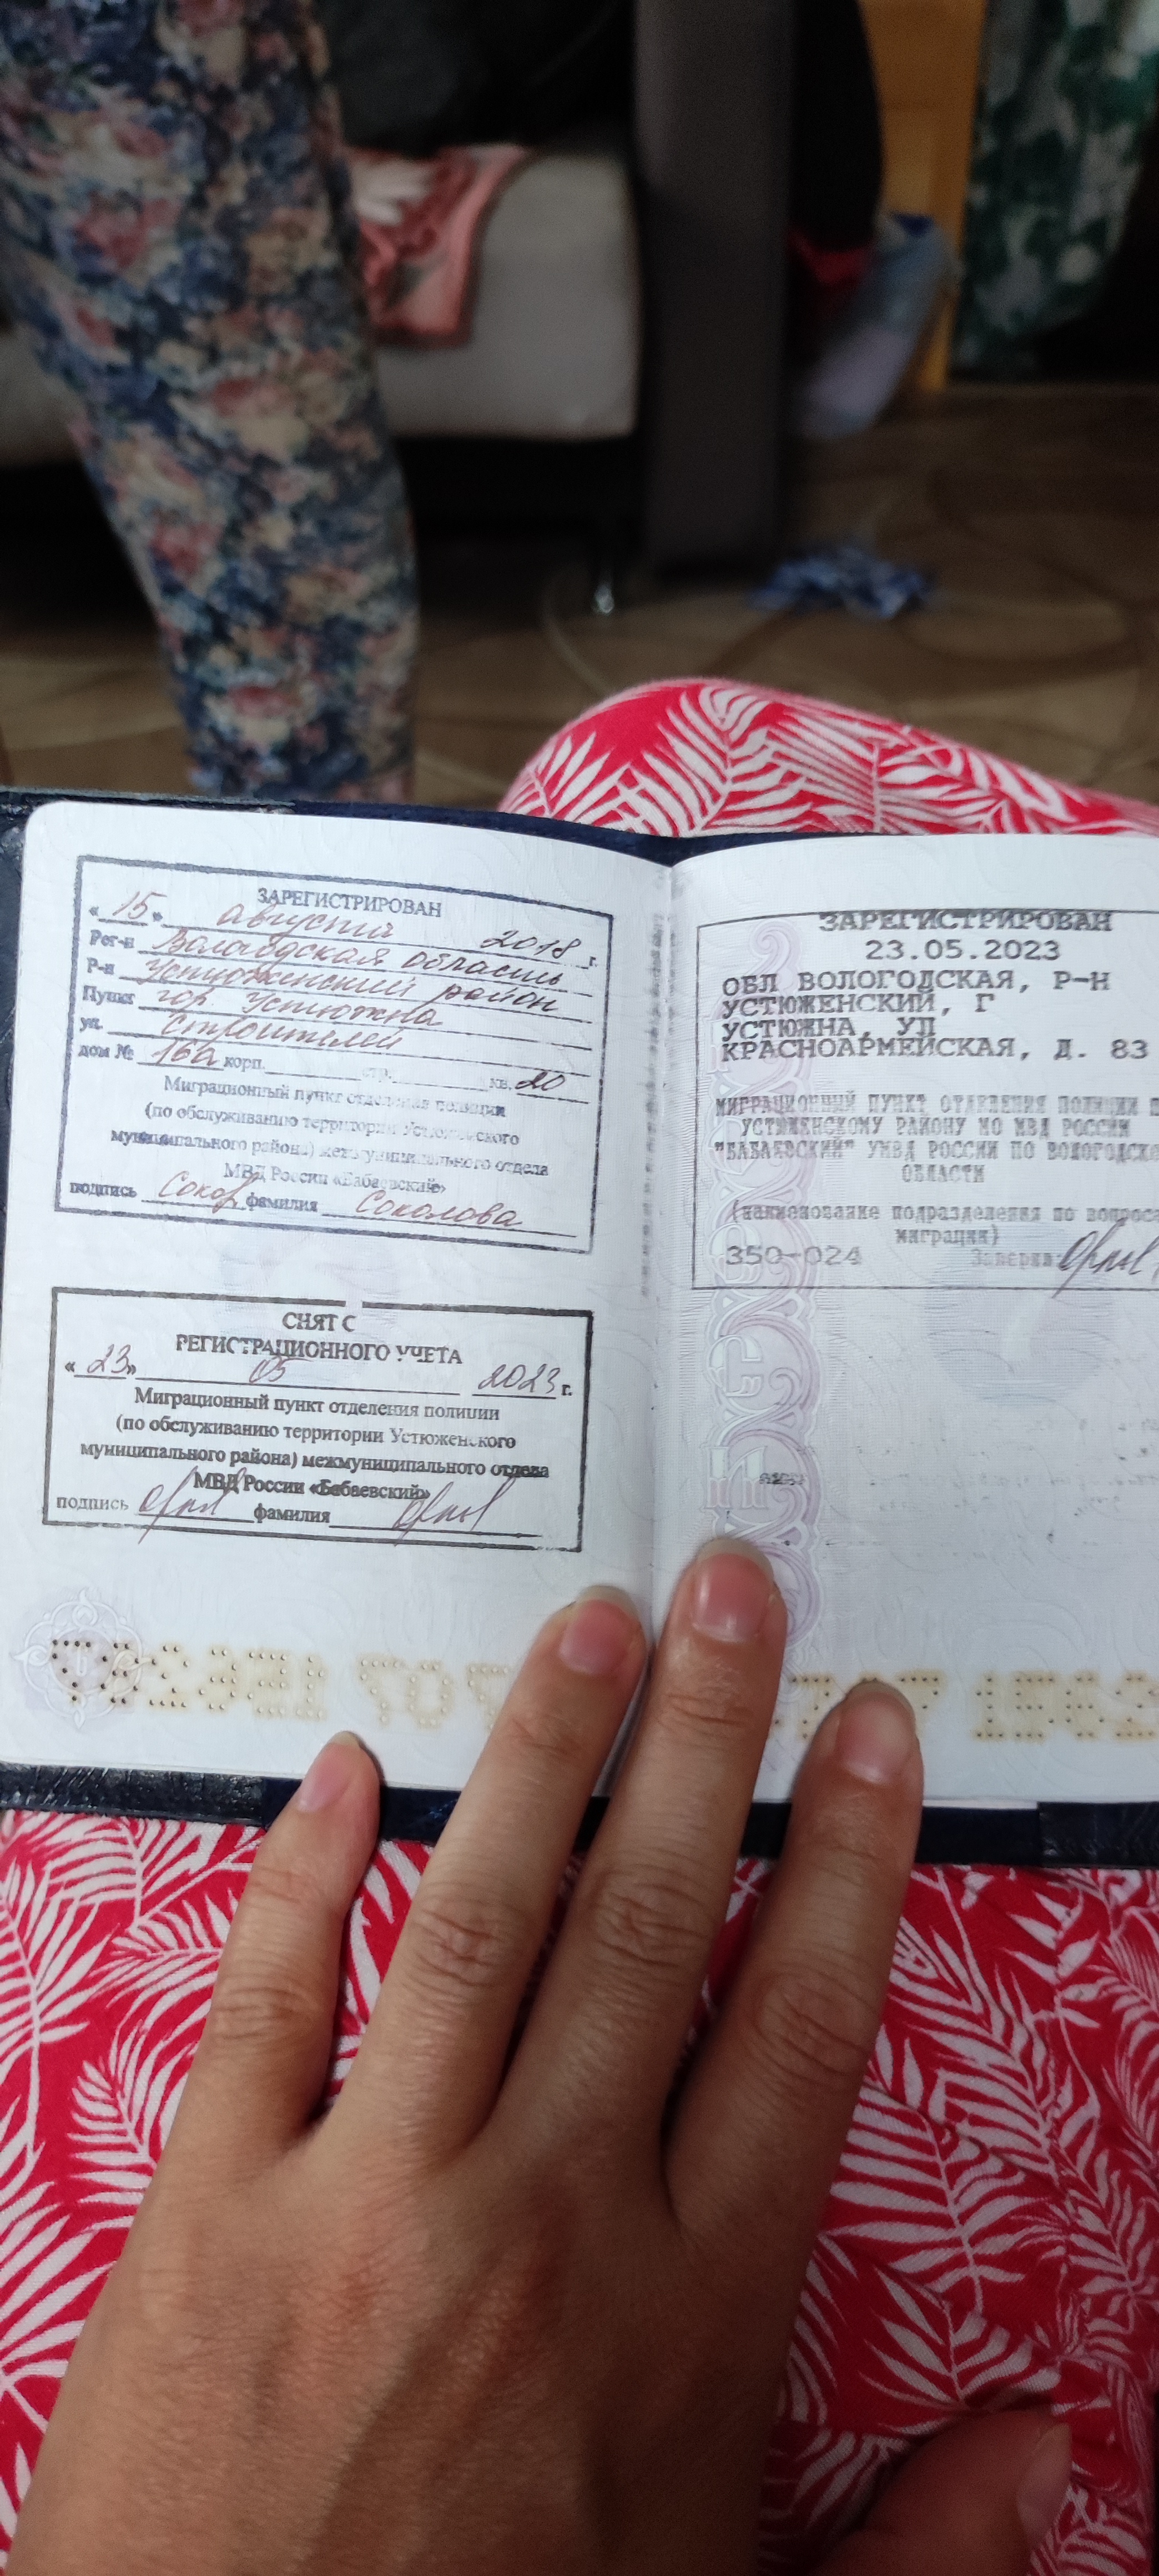 ЗАРЕГИСТРИРОВАН
«15» августа 2018 г.
Рег-н Вологодская область
Р-н Устюженский район
Пункт гор. Устюжна
ул. Строителей
дом № 16а корп. стр. кв. 20
Миграционный пункт отделения полиции
(по обслуживанию территории Устюженского
муниципального района) межмуниципального отдела
МВД России «Бабаевский»
подпись Сокол фамилия Соколова
СНЯТ С
РЕГИСТРАЦИОННОГО УЧЕТА
«23» 05 2023 г.
Миграционный пункт отделения полиции
(по обслуживанию территории Устюженского
муниципального района) межмуниципального отдела
МВД России «Бабаевский»
подпись фамилия
ЗАРЕГИСТРИРОВАН
23.05.2023
ОБЛ ВОЛОГОДСКАЯ, Р-Н
УСТЮЖЕНСКИЙ, Г
УСТЮЖНА, УЛ
КРАСНОАРМЕЙСКАЯ, Д. 83
МИГРАЦИОННЫЙ ПУНКТ ОТДЕЛЕНИЯ ПОЛИЦИИ П
УСТЮЖЕНСКОМУ РАЙОНУ МО МВД РОССИИ
"БАБАЕВСКИЙ" УМВД РОССИИ ПО ВОЛОГОДСКО
ОБЛАСТИ
(наименование подразделения по вопроса
миграции)
350-024 Заверил